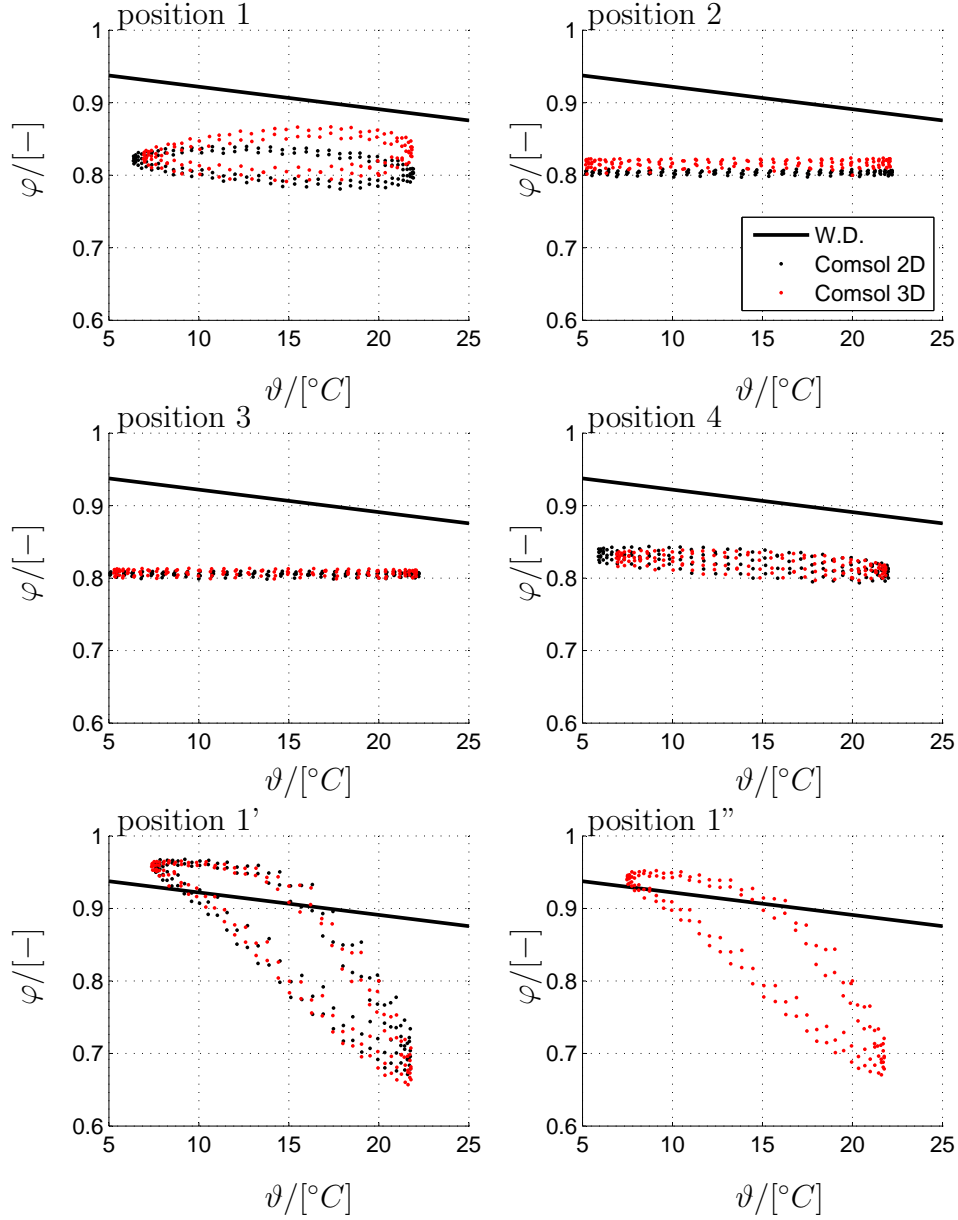 position 1
position 2
1
0.9
0.8
0.7
0.6
φ/[−]
5 10 15 20 25
ϑ/[°C]
1
0.9
0.8
0.7
0.6
φ/[−]
W.D.
Comsol 2D
Comsol 3D
5 10 15 20 25
ϑ/[°C]
position 3
position 4
1
0.9
0.8
0.7
0.6
φ/[−]
5 10 15 20 25
ϑ/[°C]
1
0.9
0.8
0.7
0.6
φ/[−]
5 10 15 20 25
ϑ/[°C]
position 1'
position 1”
1
0.9
0.8
0.7
0.6
φ/[−]
5 10 15 20 25
ϑ/[°C]
1
0.9
0.8
0.7
0.6
φ/[−]
5 10 15 20 25
ϑ/[°C]